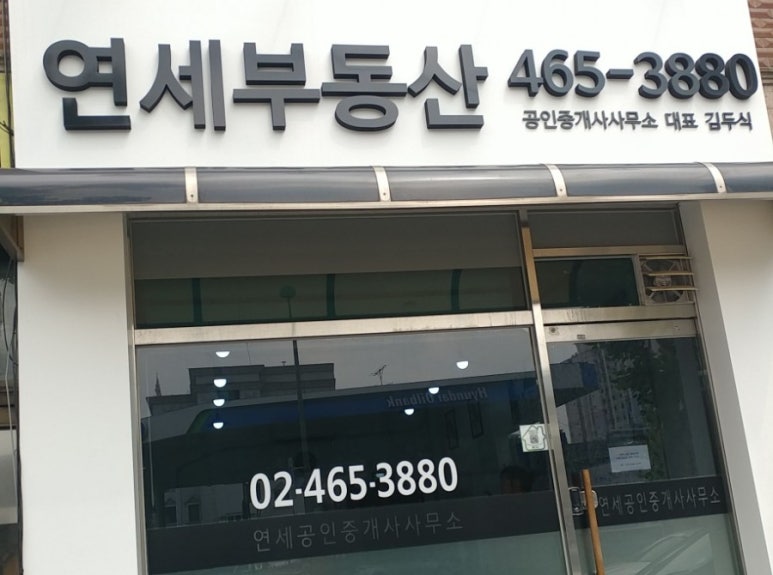 연세부동산 465-3880
공인중개사사무소 대표 김두식
Hyundai Oilbank
02-465-3880
연세공인중개사사무소
연세공인중개사사무소